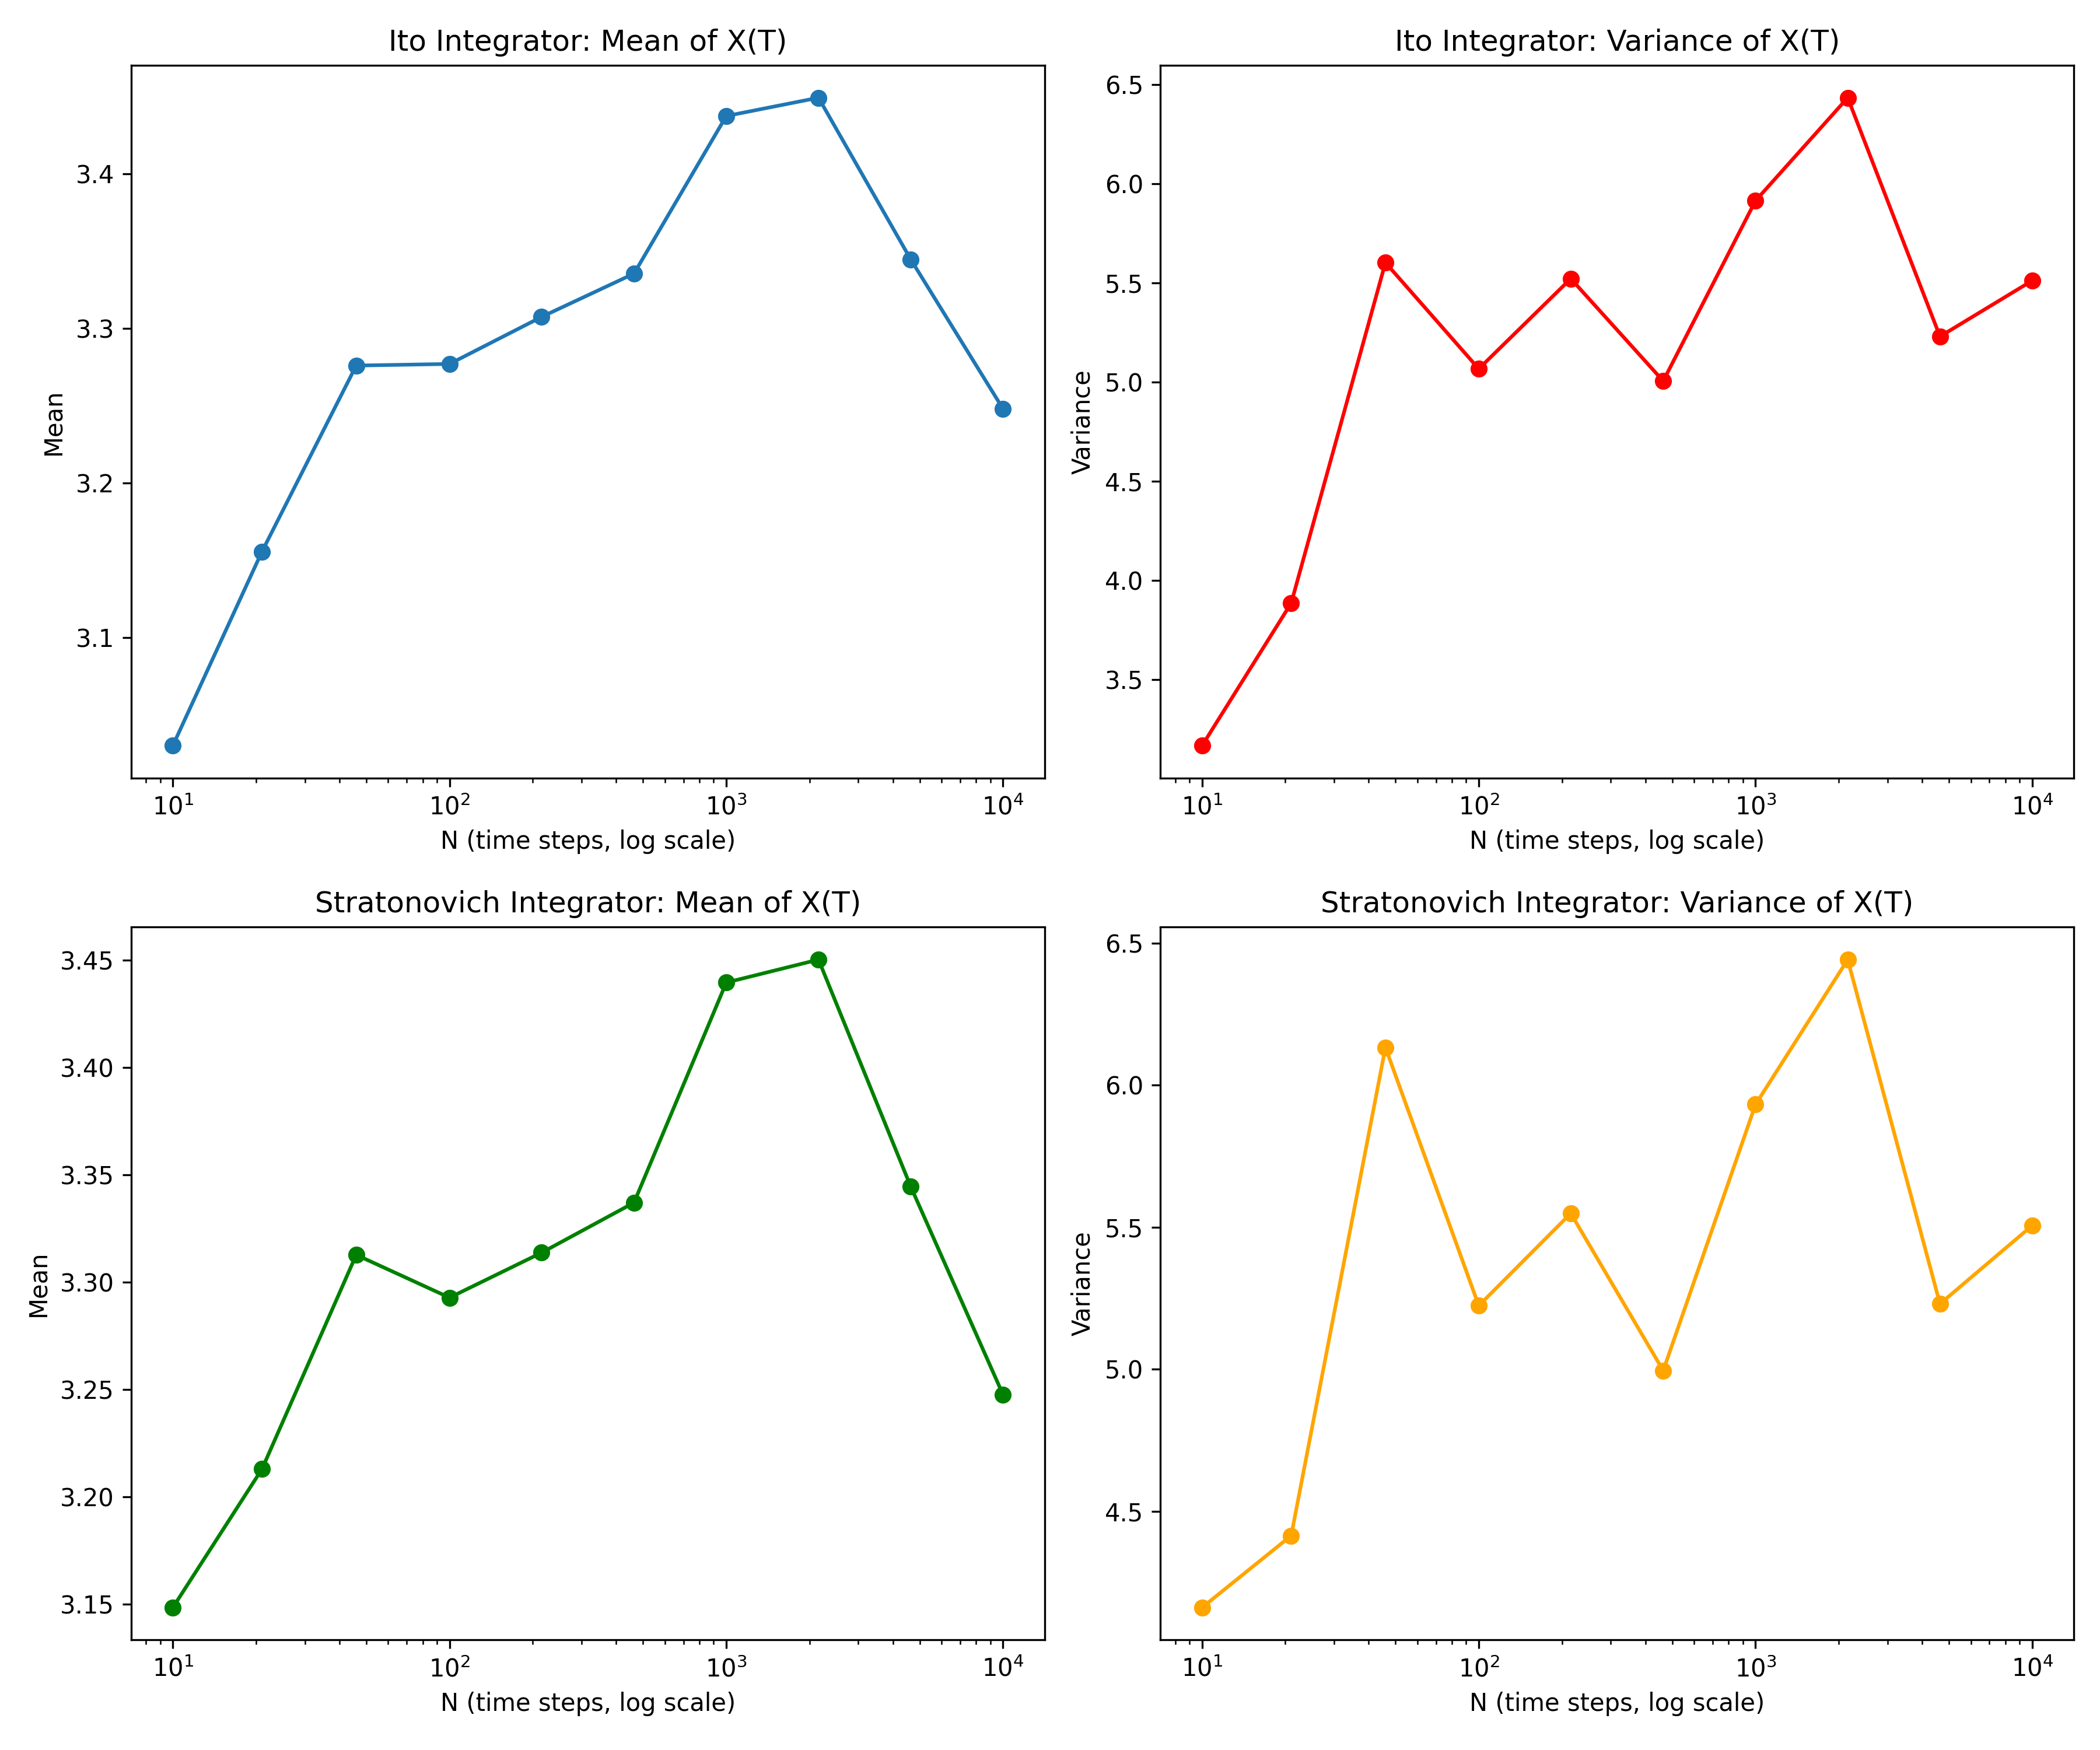 Ito Integrator: Mean of X(T)
Mean
3.4
3.3
3.2
3.1
10¹ 10² 10³ 10⁴
N (time steps, log scale)
Ito Integrator: Variance of X(T)
Variance
6.5
6.0
5.5
5.0
4.5
4.0
3.5
10¹ 10² 10³ 10⁴
N (time steps, log scale)
Stratonovich Integrator: Mean of X(T)
Mean
3.45
3.40
3.35
3.30
3.25
3.20
3.15
10¹ 10² 10³ 10⁴
N (time steps, log scale)
Stratonovich Integrator: Variance of X(T)
Variance
6.5
6.0
5.5
5.0
4.5
10¹ 10² 10³ 10⁴
N (time steps, log scale)